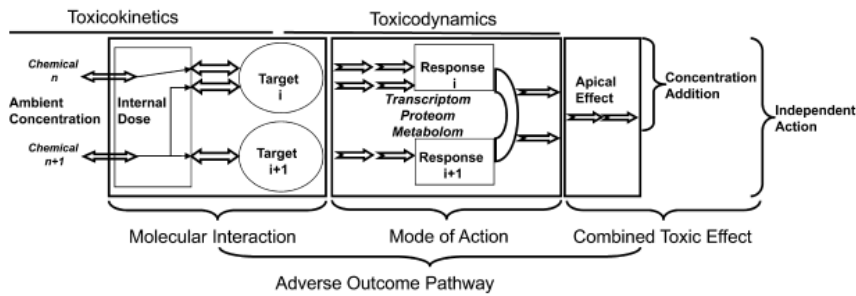 Toxicokinetics
Toxicodynamics
Chemical
n
Ambient
Concentration
Chemical
n+1
Internal
Dose
Target
i
Target
i+1
Response
i
Transcriptom
Proteom
Metabolom
Response
i+1
Apical
Effect
Concentration
Addition
Independent
Action
Molecular Interaction
Mode of Action
Combined Toxic Effect
Adverse Outcome Pathway